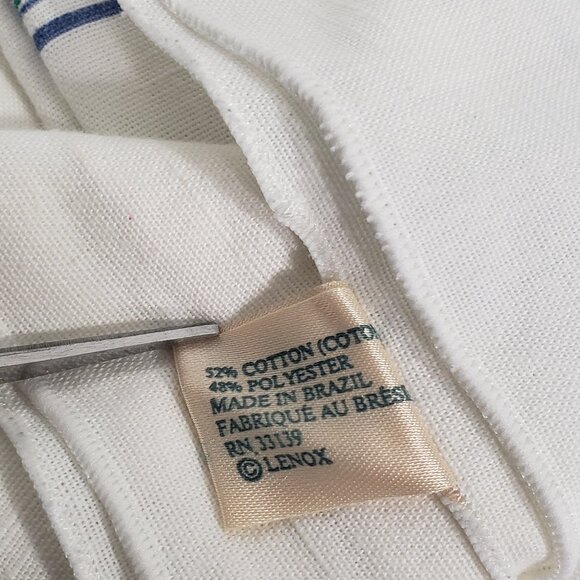 52% COTTON (COTO
48% POLYESTER
MADE IN BRAZIL
FABRIQUÉ AU BRÉSI
RN 33139
© LENOX